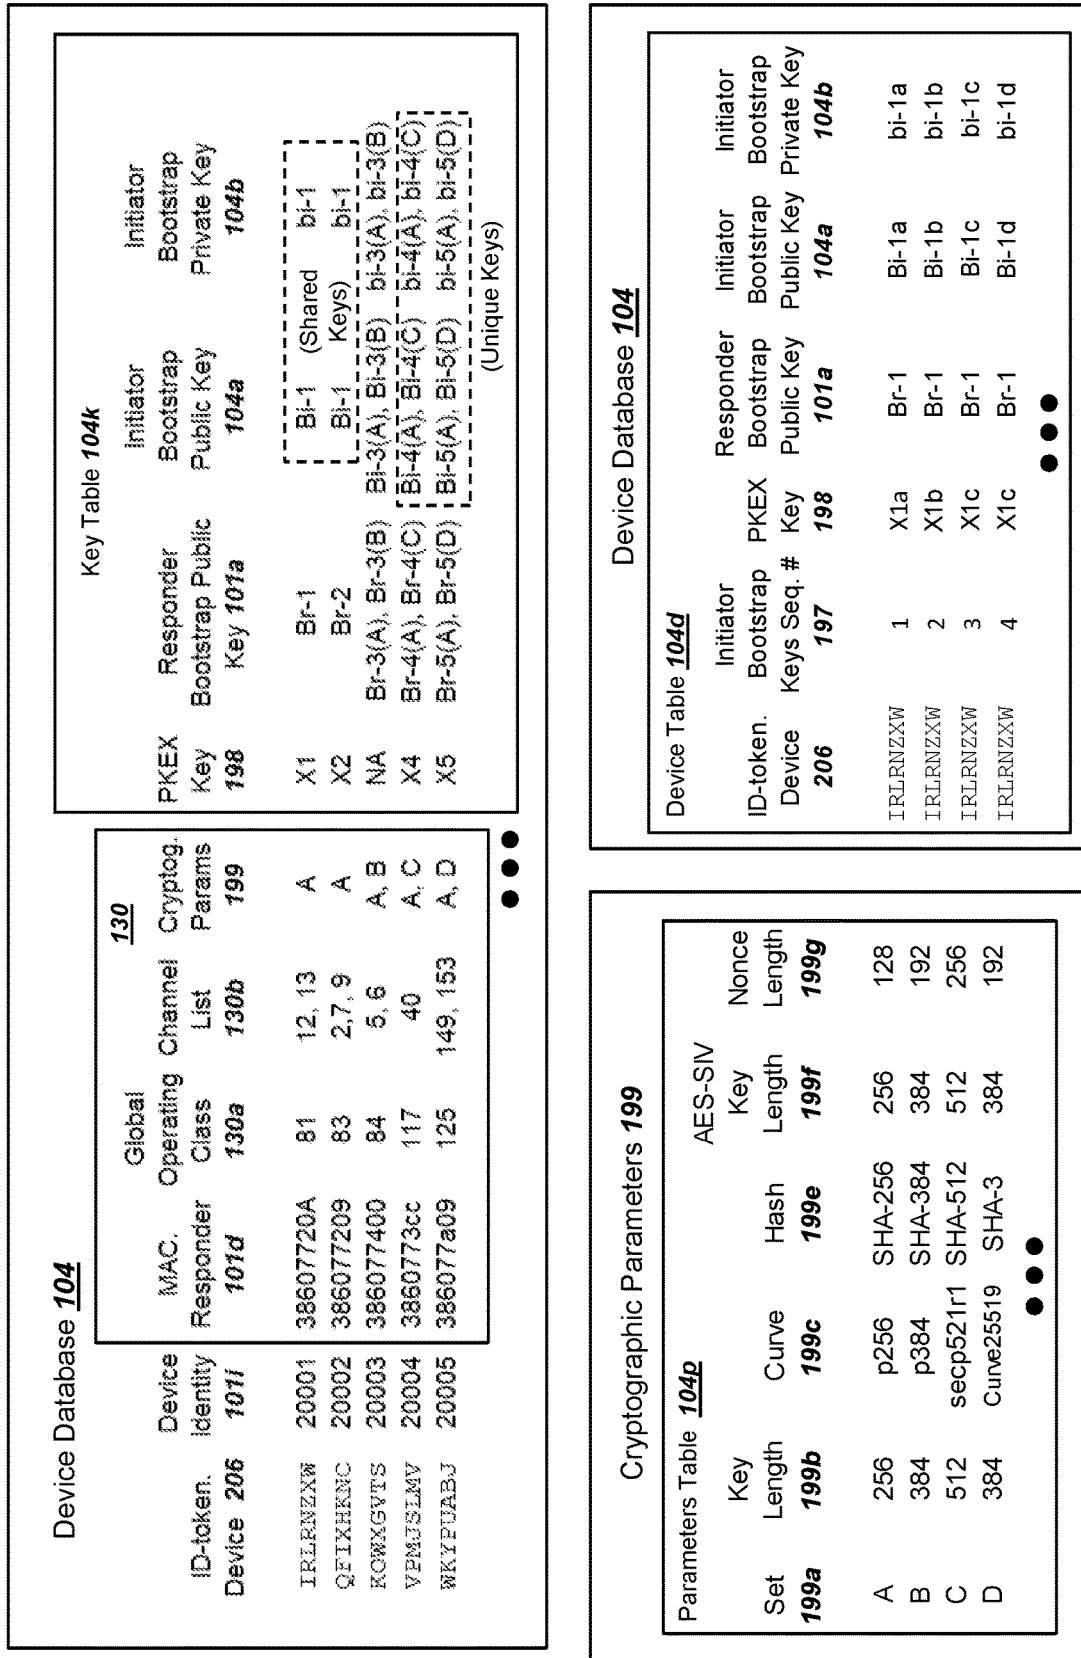 Device Database 104
130
Key Table 104k
ID-token. Device 206
Device Identity 101i
MAC. Responder 101d
Global Operating Class 130a
Channel List 130b
Cryptog. Params 199
PKEX Key 198
Responder Bootstrap Public Key 101a
Initiator Bootstrap Public Key 104a
Initiator Bootstrap Private Key 104b
IRLRNZXW 20001 38607720A 81 12, 13 A X1 Br-1 Bi-1 (Shared bi-1
QFIXHKNC 20002 386077209 83 2,7, 9 A X2 Br-2 Bi-1 Keys) bi-1
KOWXGVTS 20003 386077400 84 5, 6 A, B NA Br-3(A), Br-3(B) Bi-3(A), Bi-3(B) bi-3(A), bi-3(B)
VPMJSLMV 20004 3860773cc 117 40 A, C X4 Br-4(A), Br-4(C) Bi-4(A), Bi-4(C) bi-4(A), bi-4(C)
WKYPUABJ 20005 386077a09 125 149, 153 A, D X5 Br-5(A), Br-5(D) Bi-5(A), Bi-5(D) bi-5(A), bi-5(D)
(Unique Keys)
Cryptographic Parameters 199
Parameters Table 104p
Set 199a
Key Length 199b
Curve 199c
Hash 199e
AES-SIV Key Length 199f
Nonce Length 199g
A 256 p256 SHA-256 256 128
B 384 p384 SHA-384 384 192
C 512 secp521r1 SHA-512 512 256
D 384 Curve25519 SHA-3 384 192
Device Database 104
Device Table 104d
ID-token. Device 206
Initiator Bootstrap Keys Seq. # 197
PKEX Key 198
Responder Bootstrap Public Key 101a
Initiator Bootstrap Public Key 104a
Initiator Bootstrap Private Key 104b
IRLRNZXW 1 X1a Br-1 Bi-1a bi-1a
IRLRNZXW 2 X1b Br-1 Bi-1b bi-1b
IRLRNZXW 3 X1c Br-1 Bi-1c bi-1c
IRLRNZXW 4 X1c Br-1 Bi-1d bi-1d